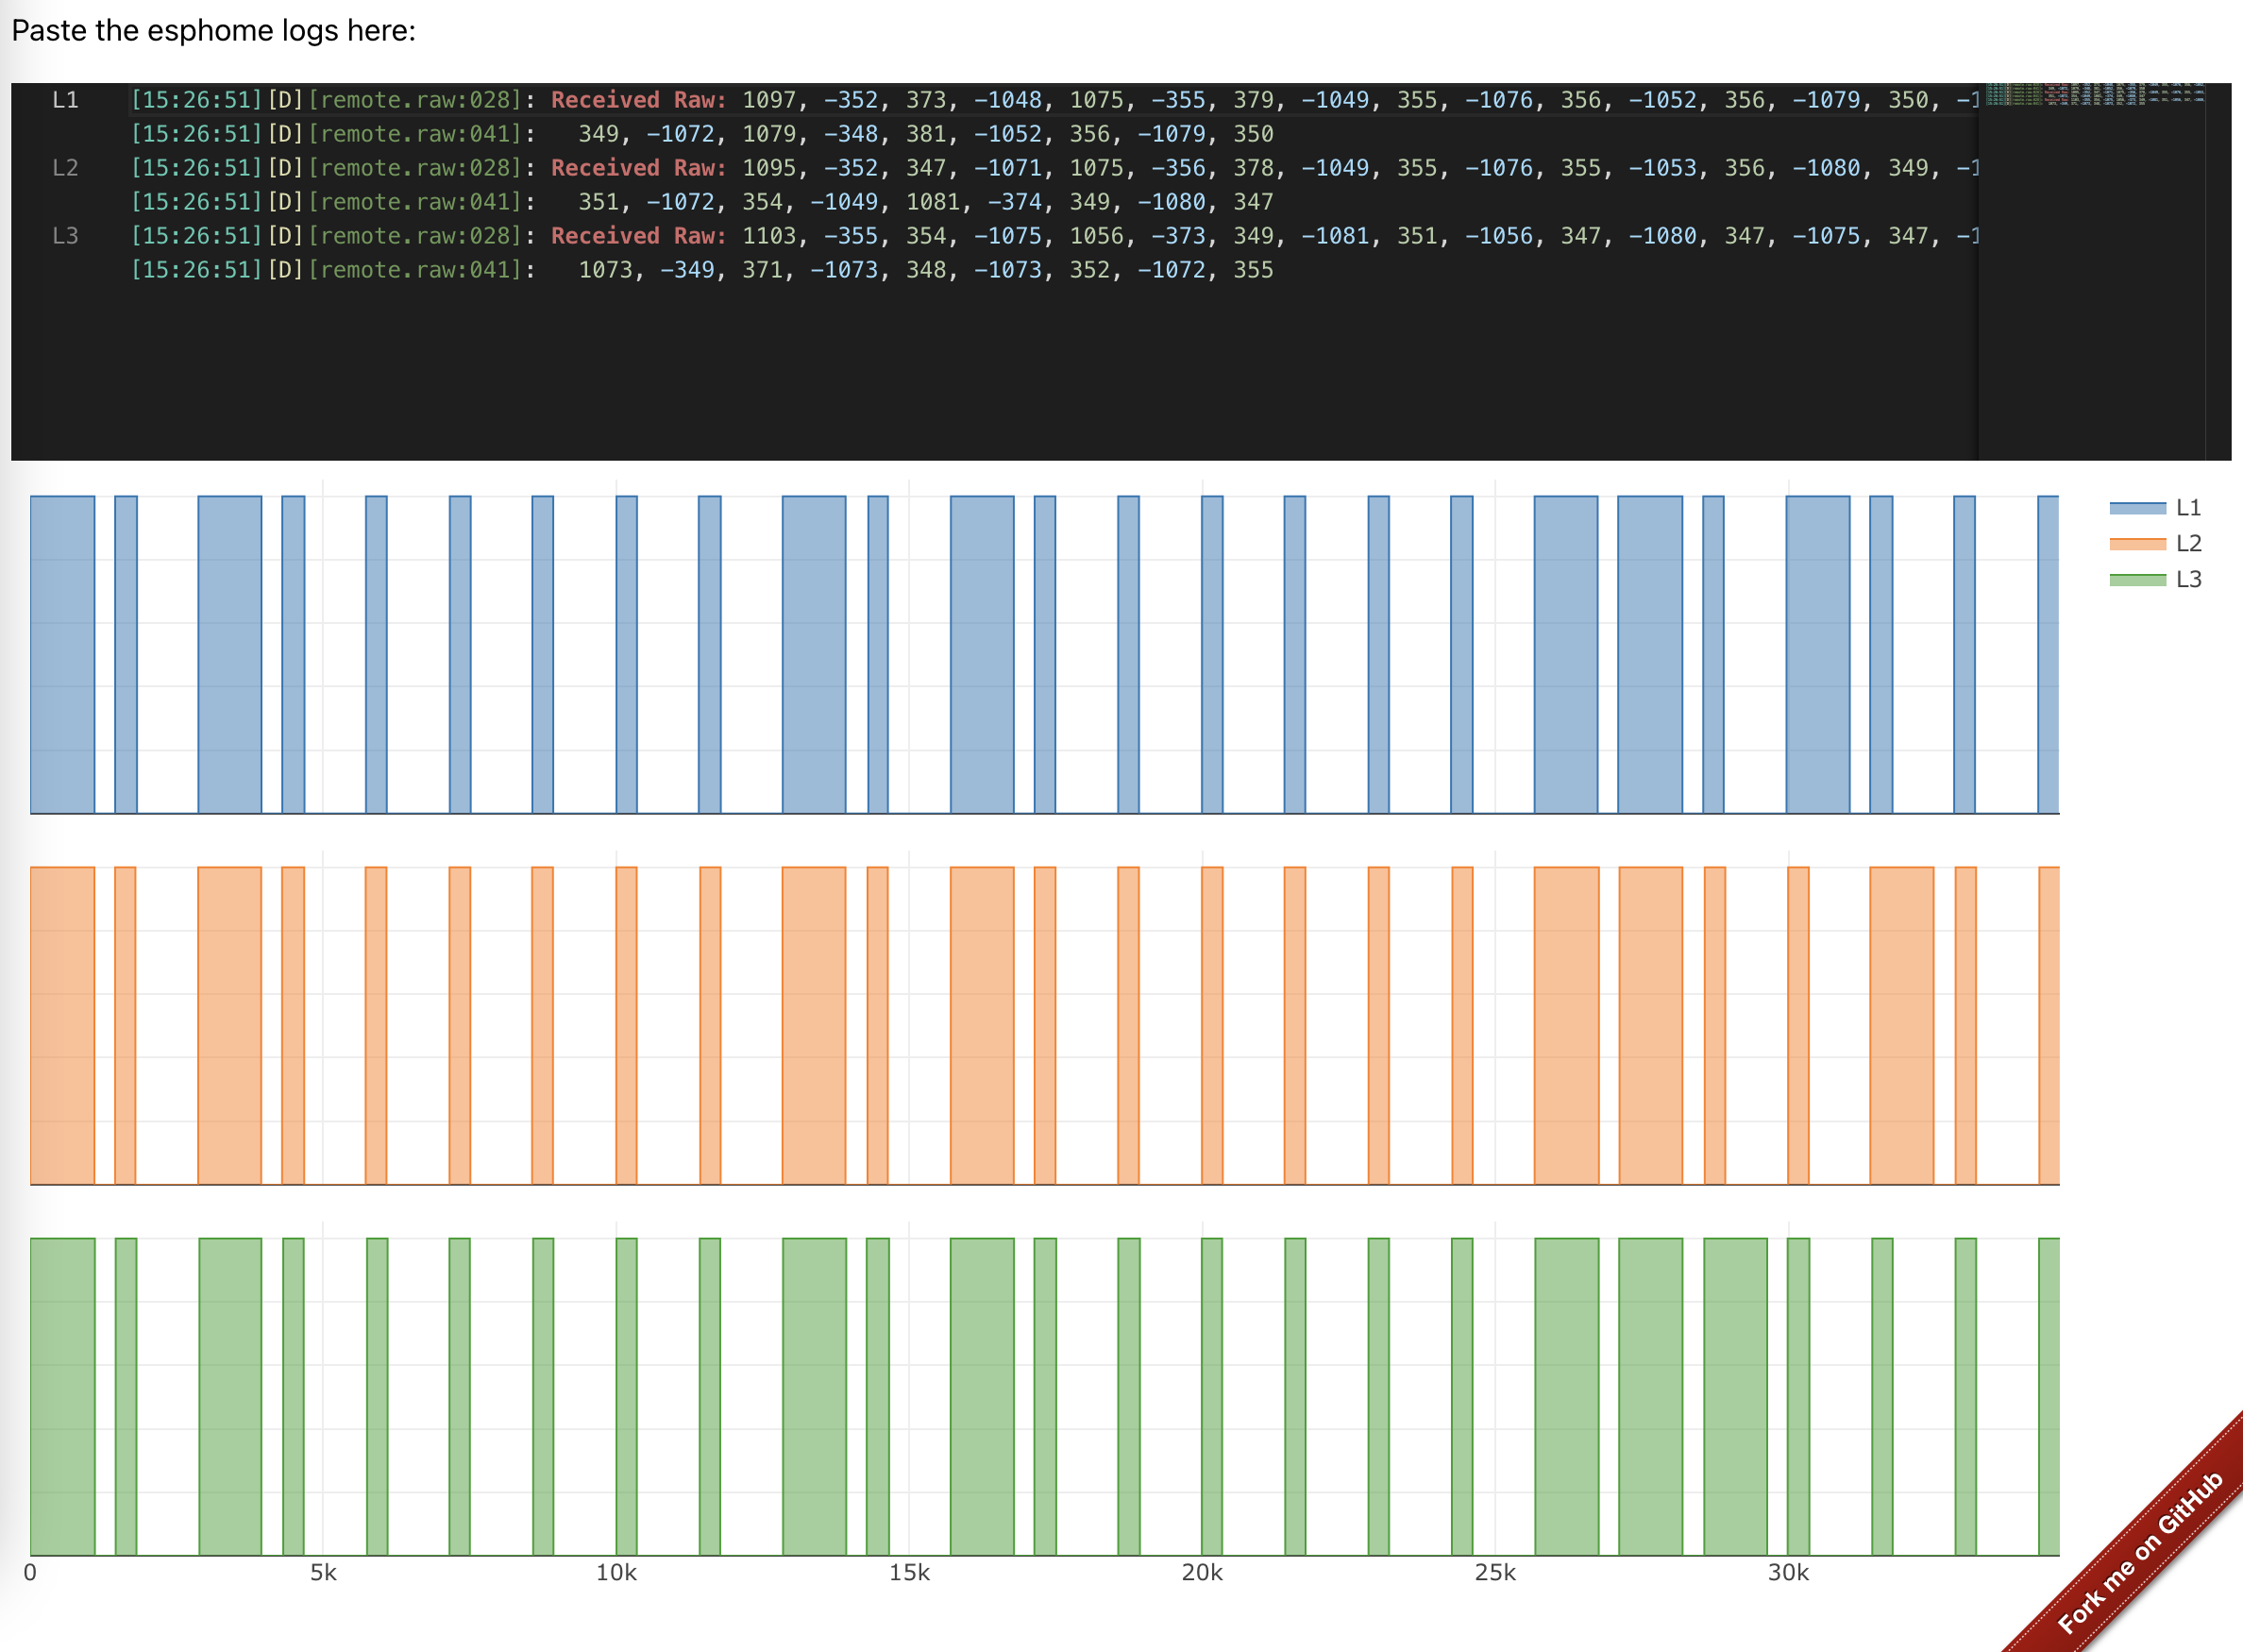 Paste the esphome logs here:
L1 [15:26:51][D][remote.raw:028]: Received Raw: 1097, −352, 373, −1048, 1075, −355, 379, −1049, 355, −1076, 356, −1052, 356, −1079, 350, −1
[15:26:51][D][remote.raw:041]:   349, −1072, 1079, −348, 381, −1052, 356, −1079, 350
L2 [15:26:51][D][remote.raw:028]: Received Raw: 1095, −352, 347, −1071, 1075, −356, 378, −1049, 355, −1076, 355, −1053, 356, −1080, 349, −1
[15:26:51][D][remote.raw:041]:   351, −1072, 354, −1049, 1081, −374, 349, −1080, 347
L3 [15:26:51][D][remote.raw:028]: Received Raw: 1103, −355, 354, −1075, 1056, −373, 349, −1081, 351, −1056, 347, −1080, 347, −1075, 347, −1
[15:26:51][D][remote.raw:041]:   1073, −349, 371, −1073, 348, −1073, 352, −1072, 355
L1
L2
L3
0 5k 10k 15k 20k 25k 30k
Fork me on GitHub